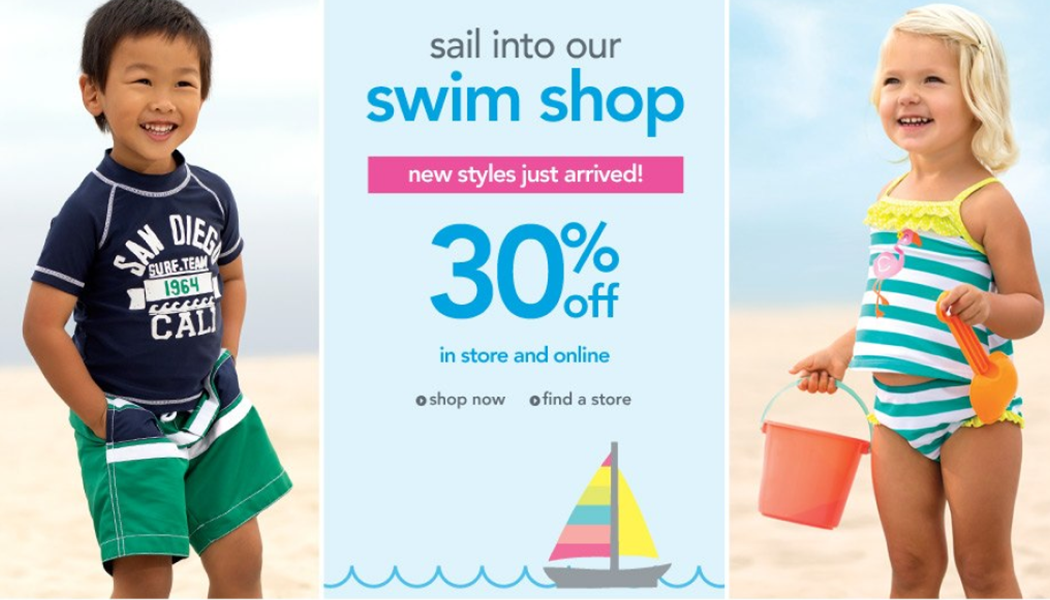 SAN DIEGO
SURF.TEAM
1964
CALI
sail into our
swim shop
new styles just arrived!
30% off
in store and online
shop now find a store